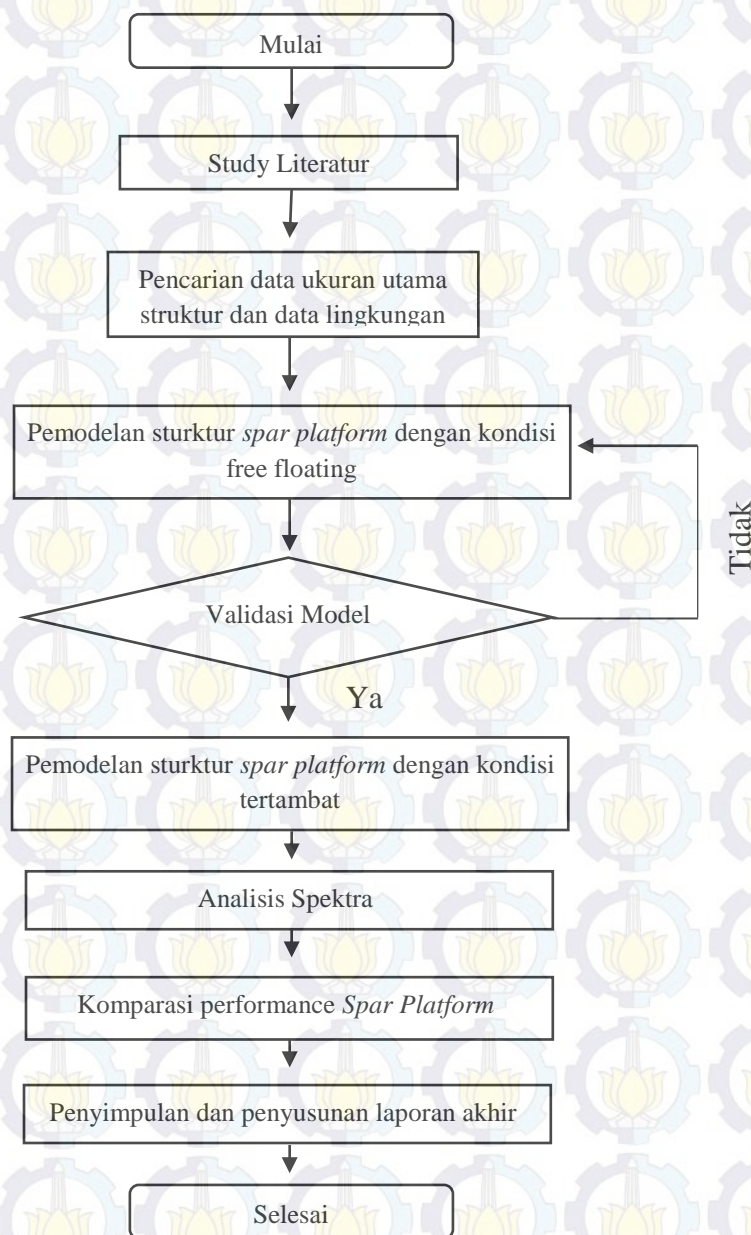 Mulai
Study Literatur
Pencarian data ukuran utama
struktur dan data lingkungan
Pemodelan sturktur spar platform dengan kondisi
free floating
Tidak
Validasi Model
Ya
Pemodelan sturktur spar platform dengan kondisi
tertambat
Analisis Spektra
Komparasi performance Spar Platform
Penyimpulan dan penyusunan laporan akhir
Selesai